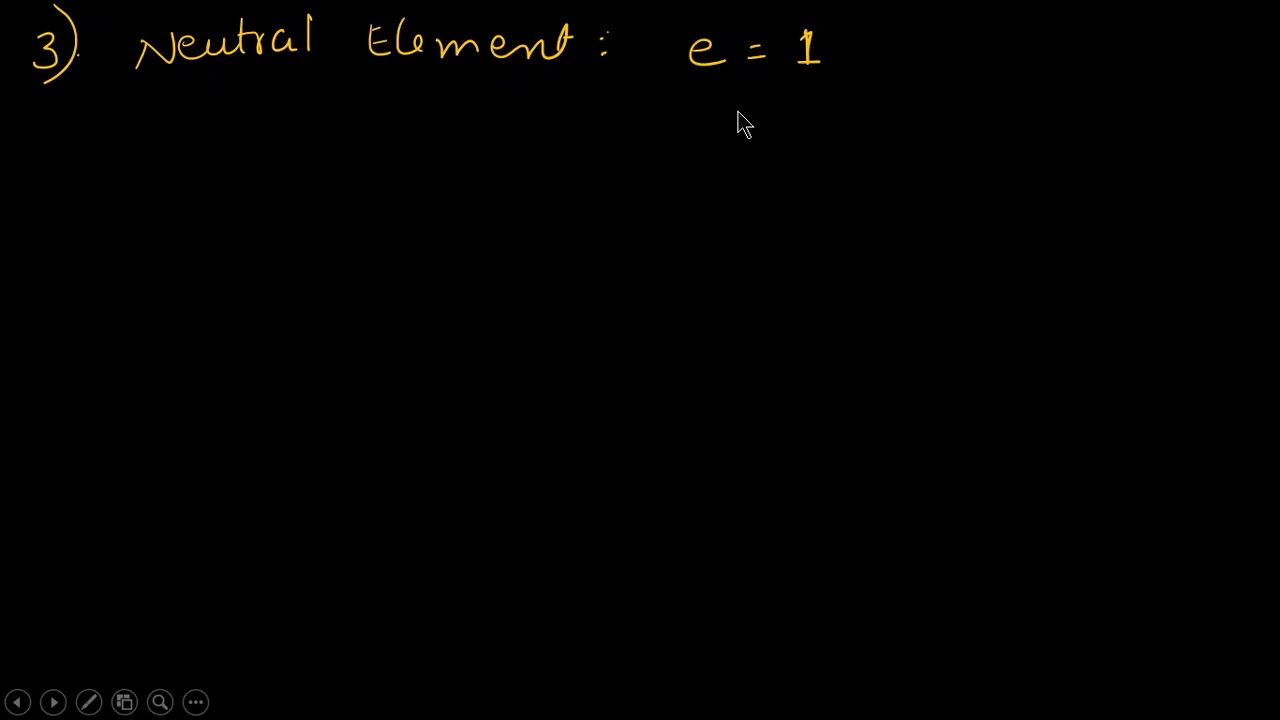 3). Neutral Element : e = 1